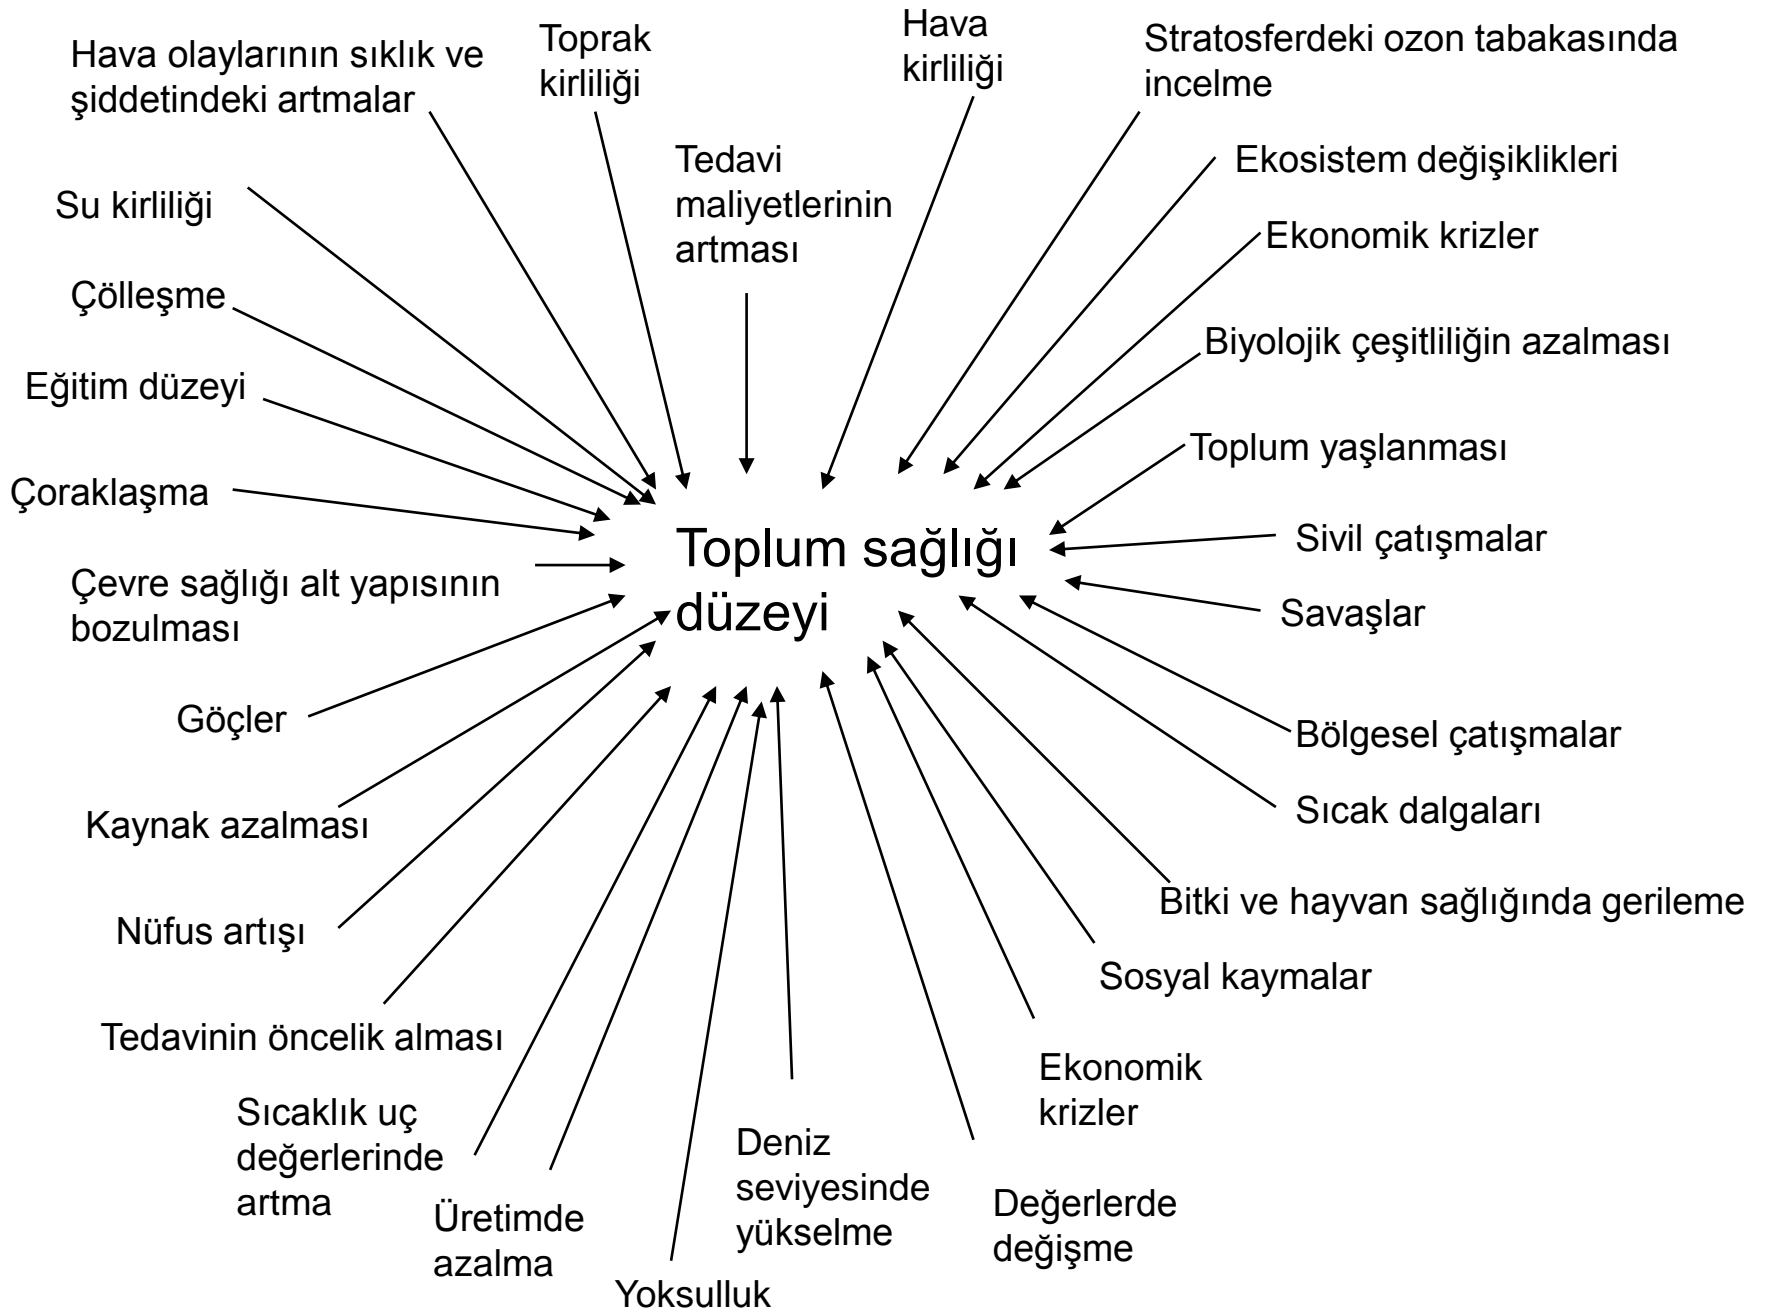 Hava olaylarının sıklık ve
şiddetindeki artmalar
Toprak
kirliliği
Hava
kirliliği
Stratosferdeki ozon tabakasında
incelme
Tedavi
maliyetlerinin
artması
Ekosistem değişiklikleri
Su kirliliği
Ekonomik krizler
Çölleşme
Biyolojik çeşitliliğin azalması
Eğitim düzeyi
Toplum yaşlanması
Çoraklaşma
Sivil çatışmalar
Toplum sağlığı
düzeyi
Çevre sağlığı alt yapısının
bozulması
Savaşlar
Göçler
Bölgesel çatışmalar
Kaynak azalması
Sıcak dalgaları
Nüfus artışı
Bitki ve hayvan sağlığında gerileme
Sosyal kaymalar
Tedavinin öncelik alması
Ekonomik
krizler
Sıcaklık uç
değerlerinde
artma
Deniz
seviyesinde
yükselme
Değerlerde
değişme
Üretimde
azalma
Yoksulluk